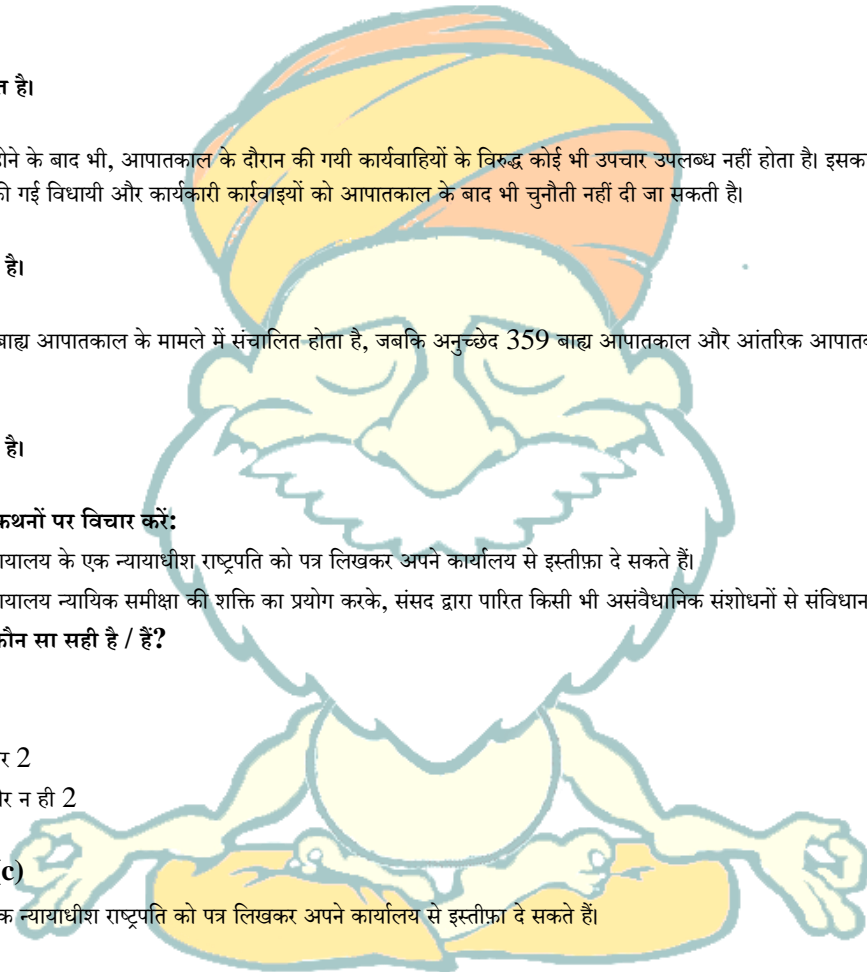 त है।
होने के बाद भी, आपातकाल के दौरान की गयी कार्यवाहियों के विरुद्ध कोई भी उपचार उपलब्ध नहीं होता है। इसका
की गई विधायी और कार्यकारी कार्रवाइयों को आपातकाल के बाद भी चुनौती नहीं दी जा सकती है।
है।
बाह्य आपातकाल के मामले में संचालित होता है, जबकि अनुच्छेद 359 बाह्य आपातकाल और आंतरिक आपातव
है।
कथनों पर विचार करें:
यायालय के एक न्यायाधीश राष्ट्रपति को पत्र लिखकर अपने कार्यालय से इस्तीफ़ा दे सकते हैं।
यायालय न्यायिक समीक्षा की शक्ति का प्रयोग करके, संसद द्वारा पारित किसी भी असंवैधानिक संशोधनों से संविधान
कौन सा सही है / हैं?
र 2
और न ही 2
(c)
क न्यायाधीश राष्ट्रपति को पत्र लिखकर अपने कार्यालय से इस्तीफ़ा दे सकते हैं।